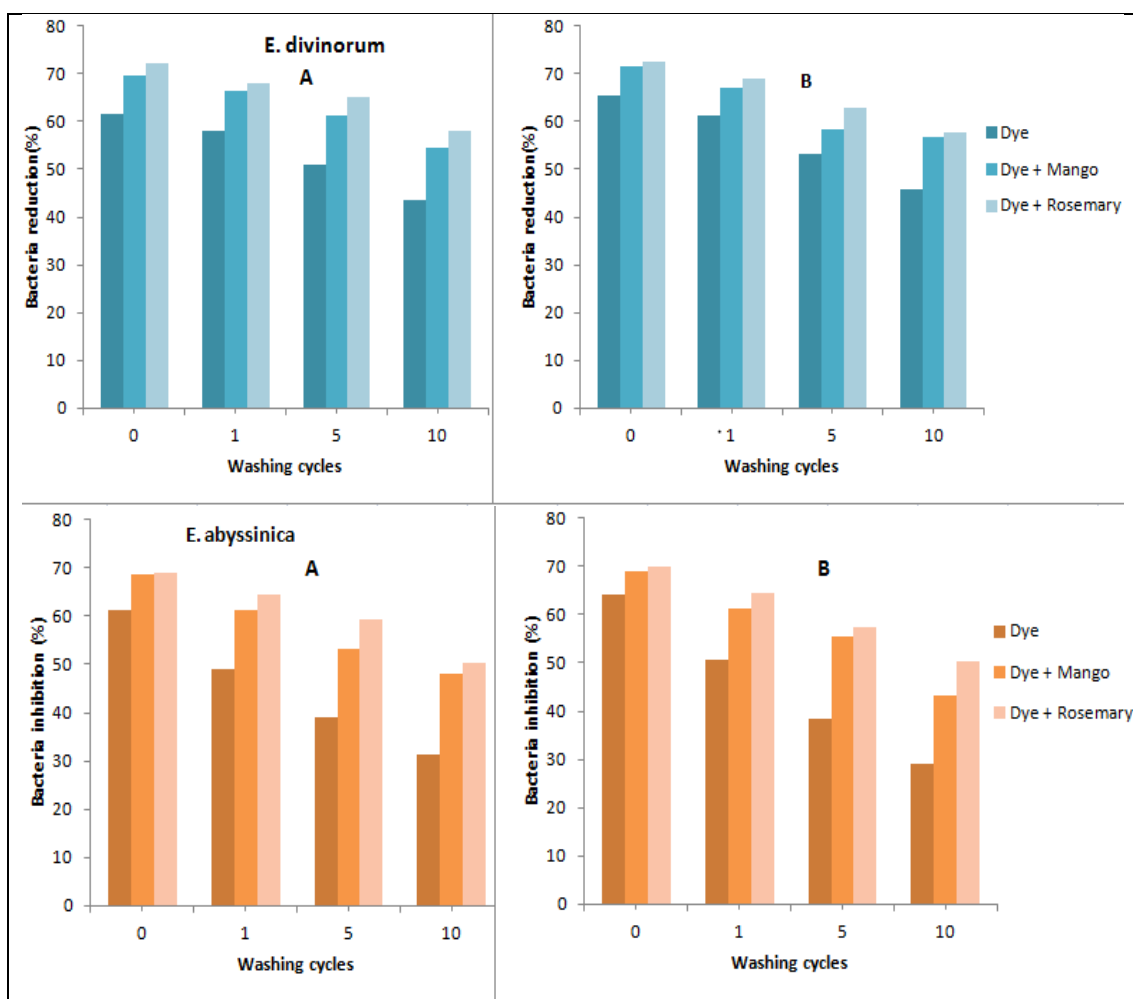 E. divinorum
A
Bacteria reduction(%)
80
70
60
50
40
30
20
10
0
0 1 5 10
Washing cycles
B
Bacteria reduction(%)
80
70
60
50
40
30
20
10
0
0 1 5 10
Washing cycles
Dye
Dye + Mango
Dye + Rosemary
E. abyssinica
A
Bacteria inhibition (%)
80
70
60
50
40
30
20
10
0
0 1 5 10
Washing cycles
B
Bacteria inhibition (%)
80
70
60
50
40
30
20
10
0
0 1 5 10
Washing cycles
Dye
Dye + Mango
Dye + Rosemary